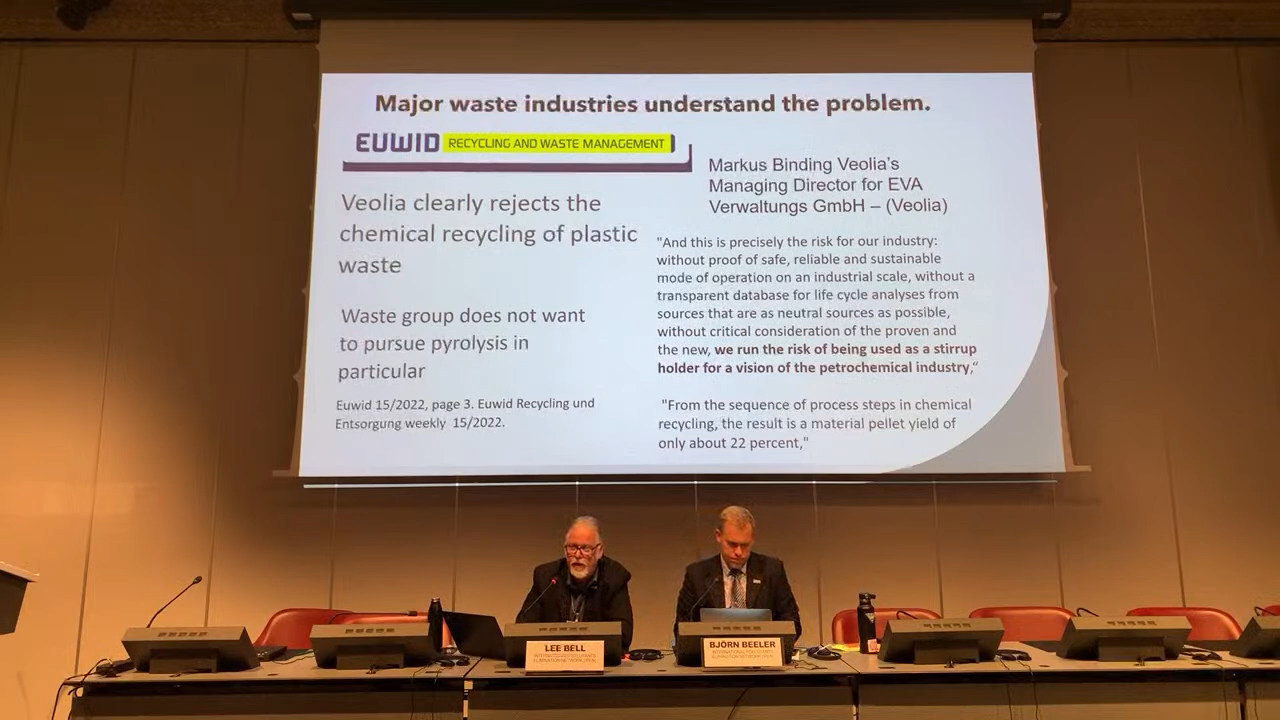 Major waste industries understand the problem.
EUWID RECYCLING AND WASTE MANAGEMENT
Veolia clearly rejects the
chemical recycling of plastic
waste
Waste group does not want
to pursue pyrolysis in
particular
Euwid 15/2022, page 3. Euwid Recycling und
Entsorgung weekly 15/2022.
Markus Binding Veolia's
Managing Director for EVA
Verwaltungs GmbH – (Veolia)
"And this is precisely the risk for our industry:
without proof of safe, reliable and sustainable
mode of operation on an industrial scale, without a
transparent database for life cycle analyses from
sources that are as neutral sources as possible,
without critical consideration of the proven and
the new, we run the risk of being used as a stirrup
holder for a vision of the petrochemical industry,“
"From the sequence of process steps in chemical
recycling, the result is a material pellet yield of
only about 22 percent,"
LEE BELL
BJÖRN BEELER